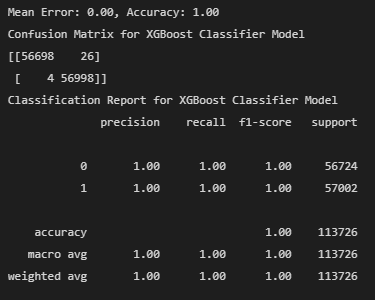 Mean Error: 0.00, Accuracy: 1.00
Confusion Matrix for XGBoost Classifier Model
[[56698    26]
 [    4 56998]]
Classification Report for XGBoost Classifier Model
              precision    recall  f1-score   support

           0       1.00      1.00      1.00     56724
           1       1.00      1.00      1.00     57002

    accuracy                           1.00    113726
   macro avg       1.00      1.00      1.00    113726
weighted avg       1.00      1.00      1.00    113726